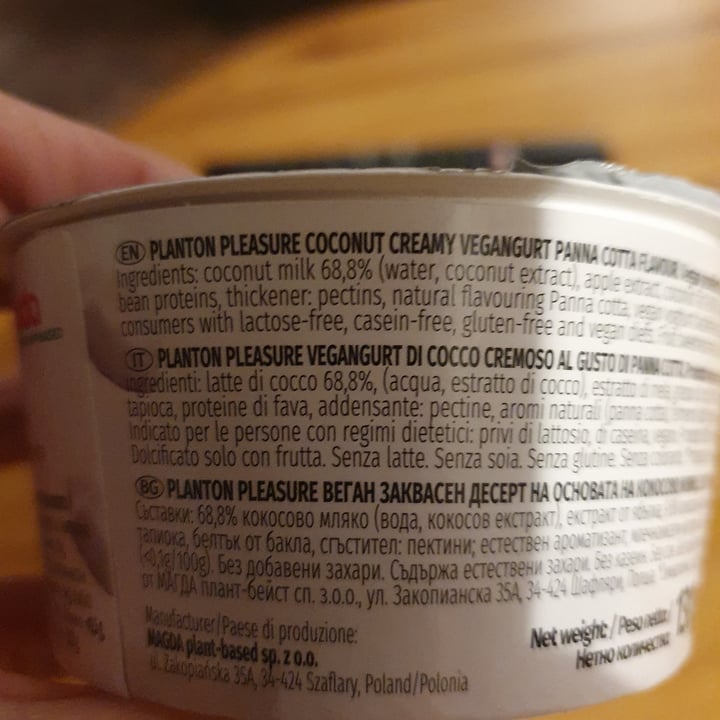 EN PLANTON PLEASURE COCONUT CREAMY VEGANGURT PANNA COTTA FLAVOUR
Ingredients: coconut milk 68,8% (water, coconut extract), apple extract,
bean proteins, thickener: pectins, natural flavouring Panna cotta, vegan
consumers with lactose-free, casein-free, gluten-free and vegan diets.
IT PLANTON PLEASURE VEGANGURT DI COCCO CREMOSO AL GUSTO DI PANNA COTTA.
Ingredienti: latte di cocco 68,8%, (acqua, estratto di cocco), estratto di mela,
tapioca, proteine di fava, addensante: pectine, aromi naturali (panna cotta,
Indicato per le persone con regimi dietetici: privi di lattosio, di caseina,
Dolcificato solo con frutta. Senza latte. Senza soia. Senza glutine. Senza
BG PLANTON PLEASURE ВЕГАН ЗАКВАСЕН ДЕСЕРТ НА ОСНОВАТА НА КОКОСОВО
Съставки: 68,8% кокосово мляко (вода, кокосов екстракт), екстракт от
тапиока, белтък от бакла, сгъстител: пектини; естествен ароматизант,
(<0,1g/100g). Без добавени захари. Съдържа естествени захари. Без
от МАГДА плант-бейст сп. з.о.о., ул. Закопианска 35А, 34-424 Шафляри,
Manufacturer/Paese di produzione:
MAGDA plant-based sp. z o.o.
ul. Zakopiańska 35A, 34-424 Szaflary, Poland/Polonia
Net weight: / Peso netto:
Нетно количество: